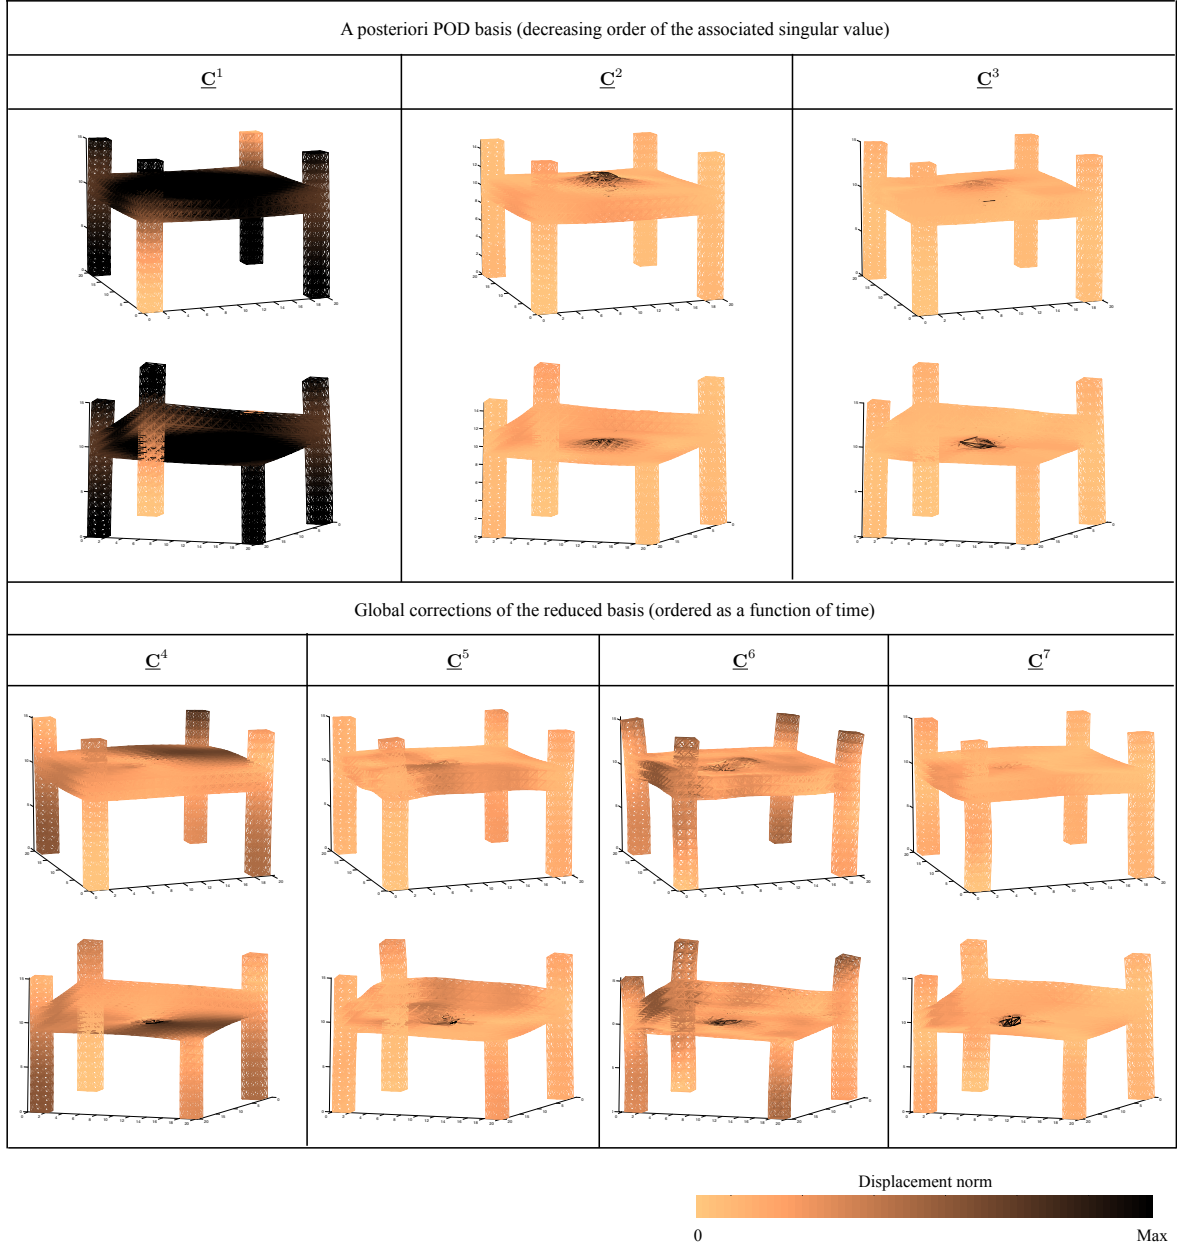 A posteriori POD basis (decreasing order of the associated singular value)
C¹ C² C³
Global corrections of the reduced basis (ordered as a function of time)
C⁴ C⁵ C⁶ C⁷
Displacement norm
0 Max